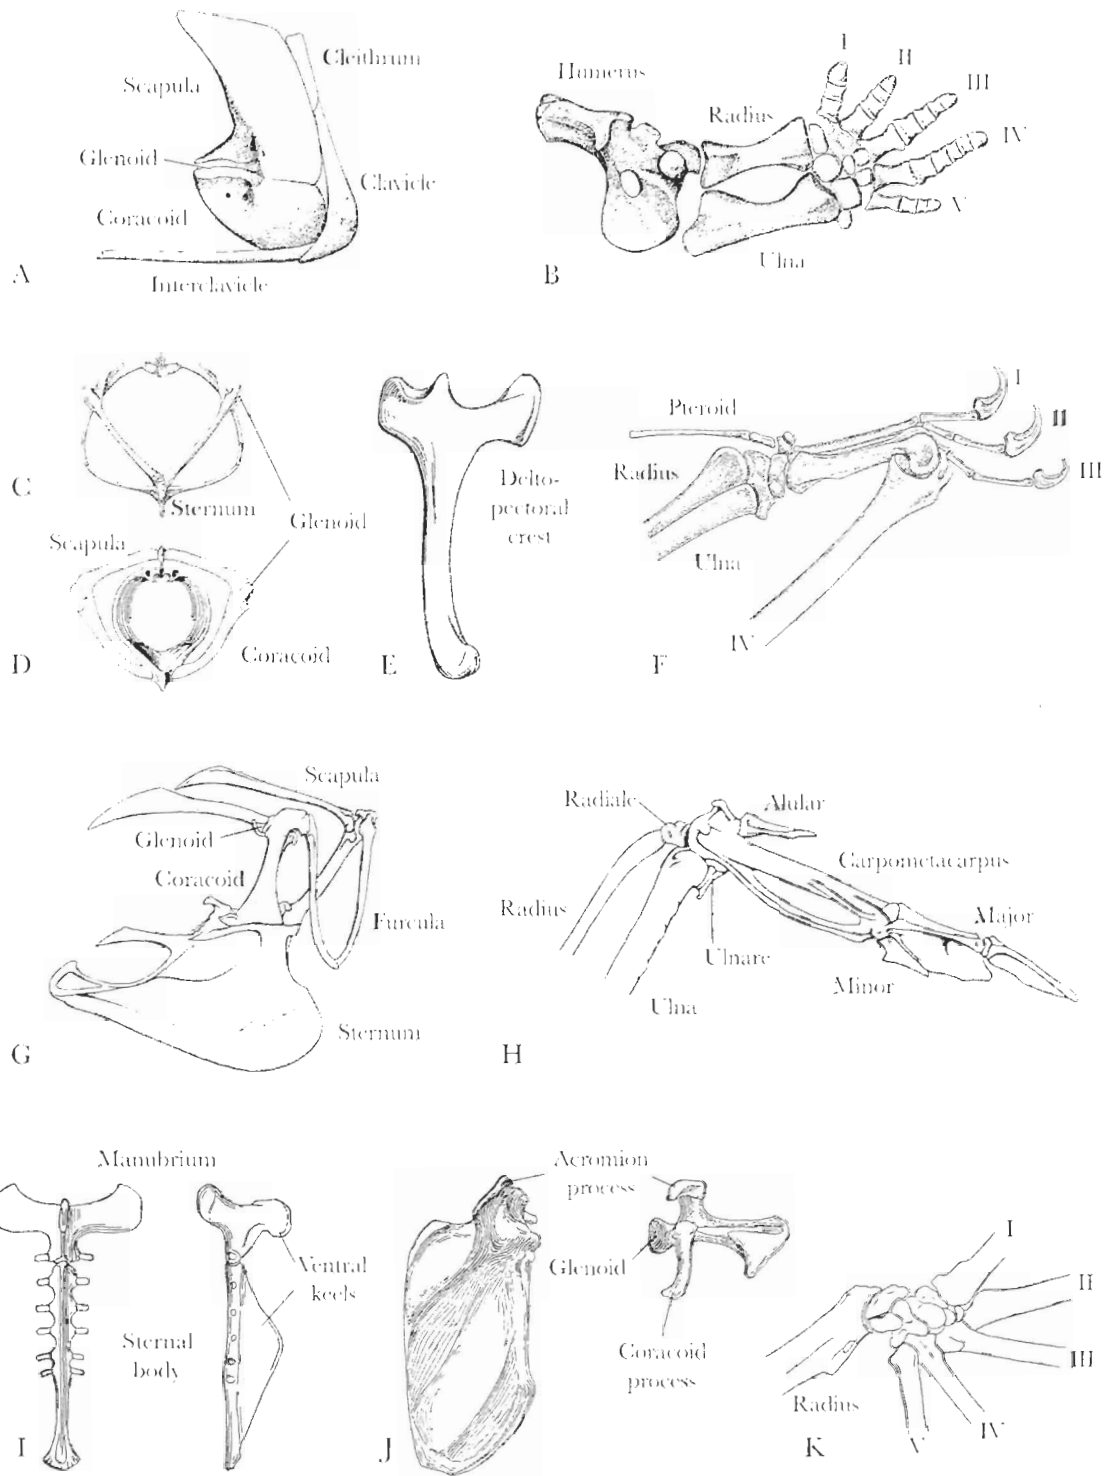 Cleithrum
Scapula
Glenoid
Clavicle
Coracoid
Interclavicle
A
Humerus
Radius
I
II
III
IV
V
Ulna
B
C
Sternum
Glenoid
Scapula
Coracoid
D
Delto-
pectoral
crest
E
Pteroid
I
II
III
Radius
Ulna
IV
F
Scapula
Glenoid
Coracoid
Furcula
Sternum
G
Radiale
Alular
Carpometacarpus
Radius
Major
Ulnare
Minor
Ulna
H
Manubrium
Ventral
keels
Sternal
body
I
Acromion
process
Glenoid
Coracoid
process
J
I
II
III
Radius
IV
V
K